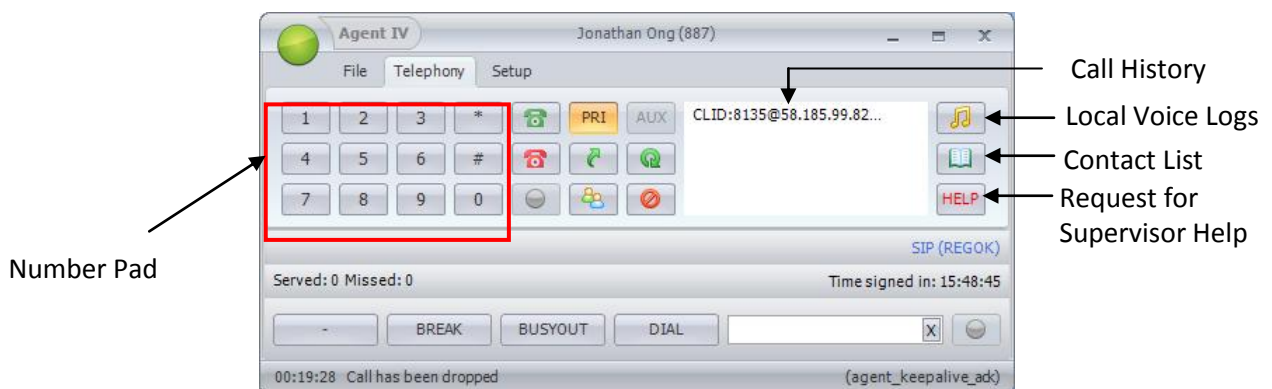 Agent IV Jonathan Ong (887)
File Telephony Setup
Call History
1 2 3 * PRI AUX CLID:8135@58.185.99.82...
Local Voice Logs
4 5 6 #
Contact List
7 8 9 0 HELP
Request for
Supervisor Help
SIP (REGOK)
Number Pad
Served: 0 Missed: 0 Time signed in: 15:48:45
- BREAK BUSYOUT DIAL X
00:19:28 Call has been dropped (agent_keepalive_ack)